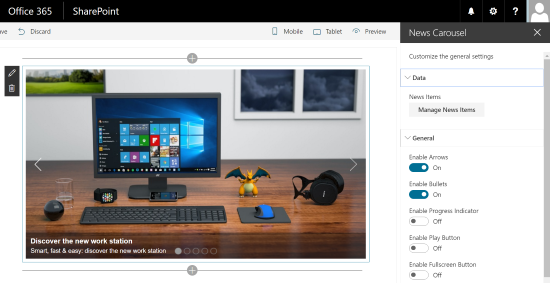 Office 365 SharePoint
ve Discard Mobile Tablet Preview
News Carousel
Customize the general settings
Data
News Items
Manage News Items
General
Enable Arrows
On
Enable Bullets
On
Enable Progress Indicator
Off
Enable Play Button
Off
Enable Fullscreen Button
Off
Discover the new work station
Smart, fast & easy: discover the new work station